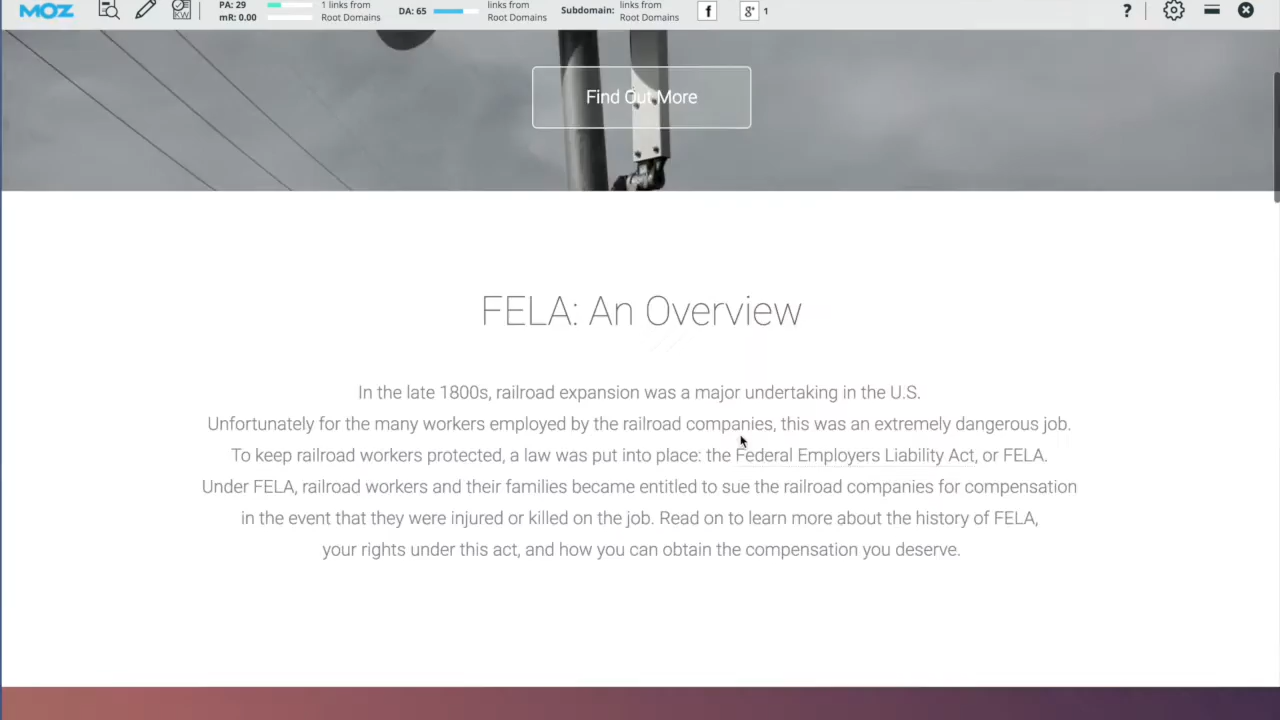 MOZ
PA: 29
mR: 0.00
1 links from
Root Domains
DA: 65
links from
Root Domains
Subdomain:
links from
Root Domains
f
g+
1
?
KW
Find Out More
FELA: An Overview
In the late 1800s, railroad expansion was a major undertaking in the U.S.
Unfortunately for the many workers employed by the railroad companies, this was an extremely dangerous job.
To keep railroad workers protected, a law was put into place: the Federal Employers Liability Act, or FELA.
Under FELA, railroad workers and their families became entitled to sue the railroad companies for compensation
in the event that they were injured or killed on the job. Read on to learn more about the history of FELA,
your rights under this act, and how you can obtain the compensation you deserve.